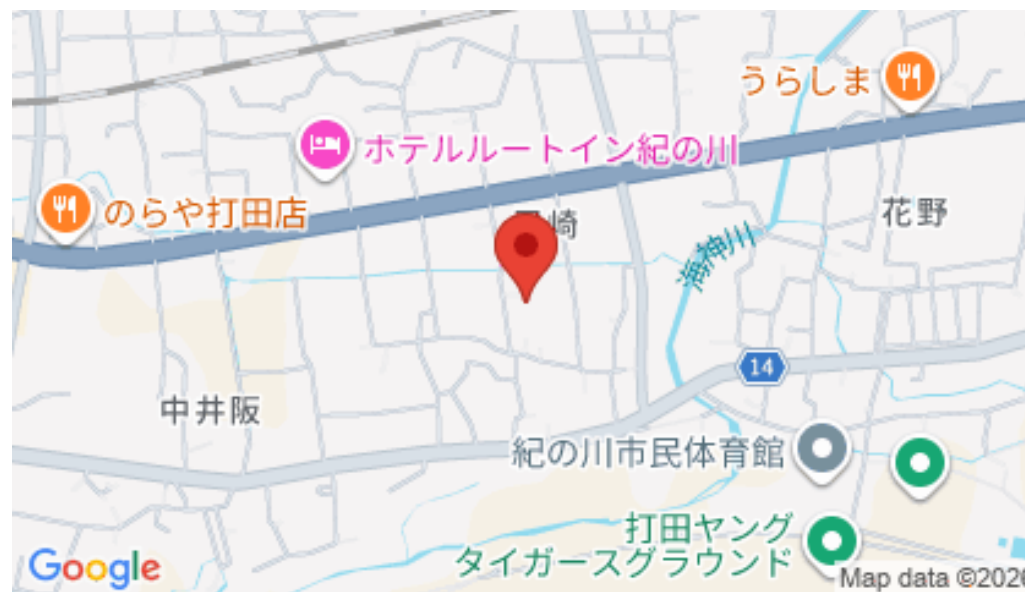 うらしま
ホテルルートイン紀の川
のらや打田店
崎
花野
海神川
14
中井阪
紀の川市民体育館
打田ヤング
タイガースグラウンド
Google
Map data ©2026